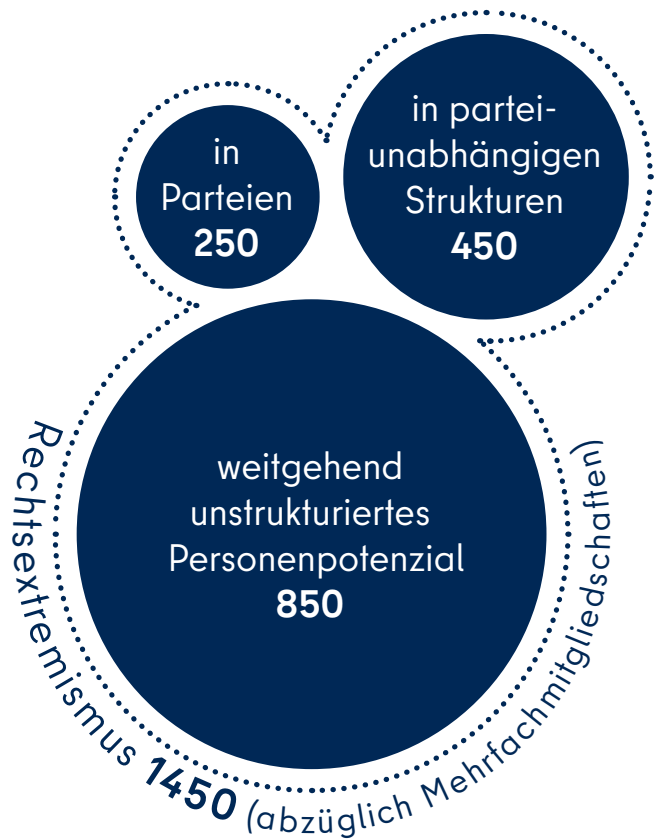 in
Parteien
250
in partei-
unabhängigen
Strukturen
450
weitgehend
unstrukturiertes
Personenpotenzial
850
Rechtsextremismus 1450 (abzüglich Mehrfachmitgliedschaften)